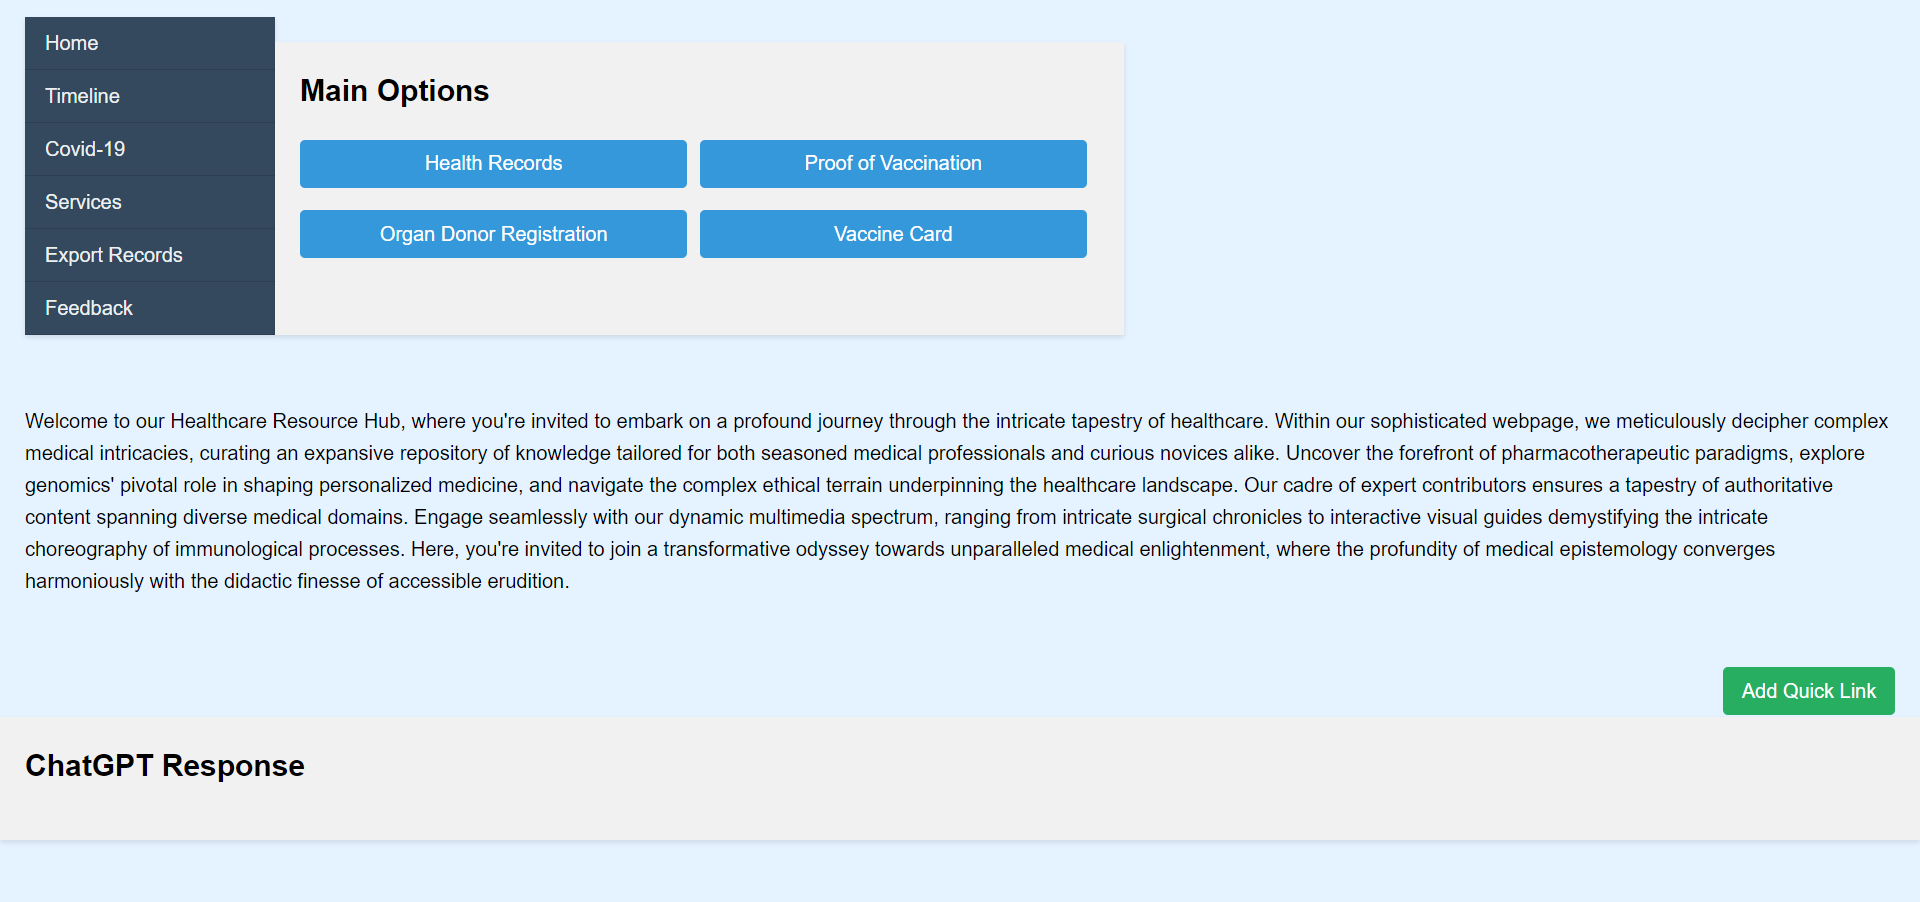 Home
Timeline
Covid-19
Services
Export Records
Feedback
Main Options
Health Records
Proof of Vaccination
Organ Donor Registration
Vaccine Card
Welcome to our Healthcare Resource Hub, where you're invited to embark on a profound journey through the intricate tapestry of healthcare. Within our sophisticated webpage, we meticulously decipher complex
medical intricacies, curating an expansive repository of knowledge tailored for both seasoned medical professionals and curious novices alike. Uncover the forefront of pharmacotherapeutic paradigms, explore
genomics' pivotal role in shaping personalized medicine, and navigate the complex ethical terrain underpinning the healthcare landscape. Our cadre of expert contributors ensures a tapestry of authoritative
content spanning diverse medical domains. Engage seamlessly with our dynamic multimedia spectrum, ranging from intricate surgical chronicles to interactive visual guides demystifying the intricate
choreography of immunological processes. Here, you're invited to join a transformative odyssey towards unparalleled medical enlightenment, where the profundity of medical epistemology converges
harmoniously with the didactic finesse of accessible erudition.
Add Quick Link
ChatGPT Response